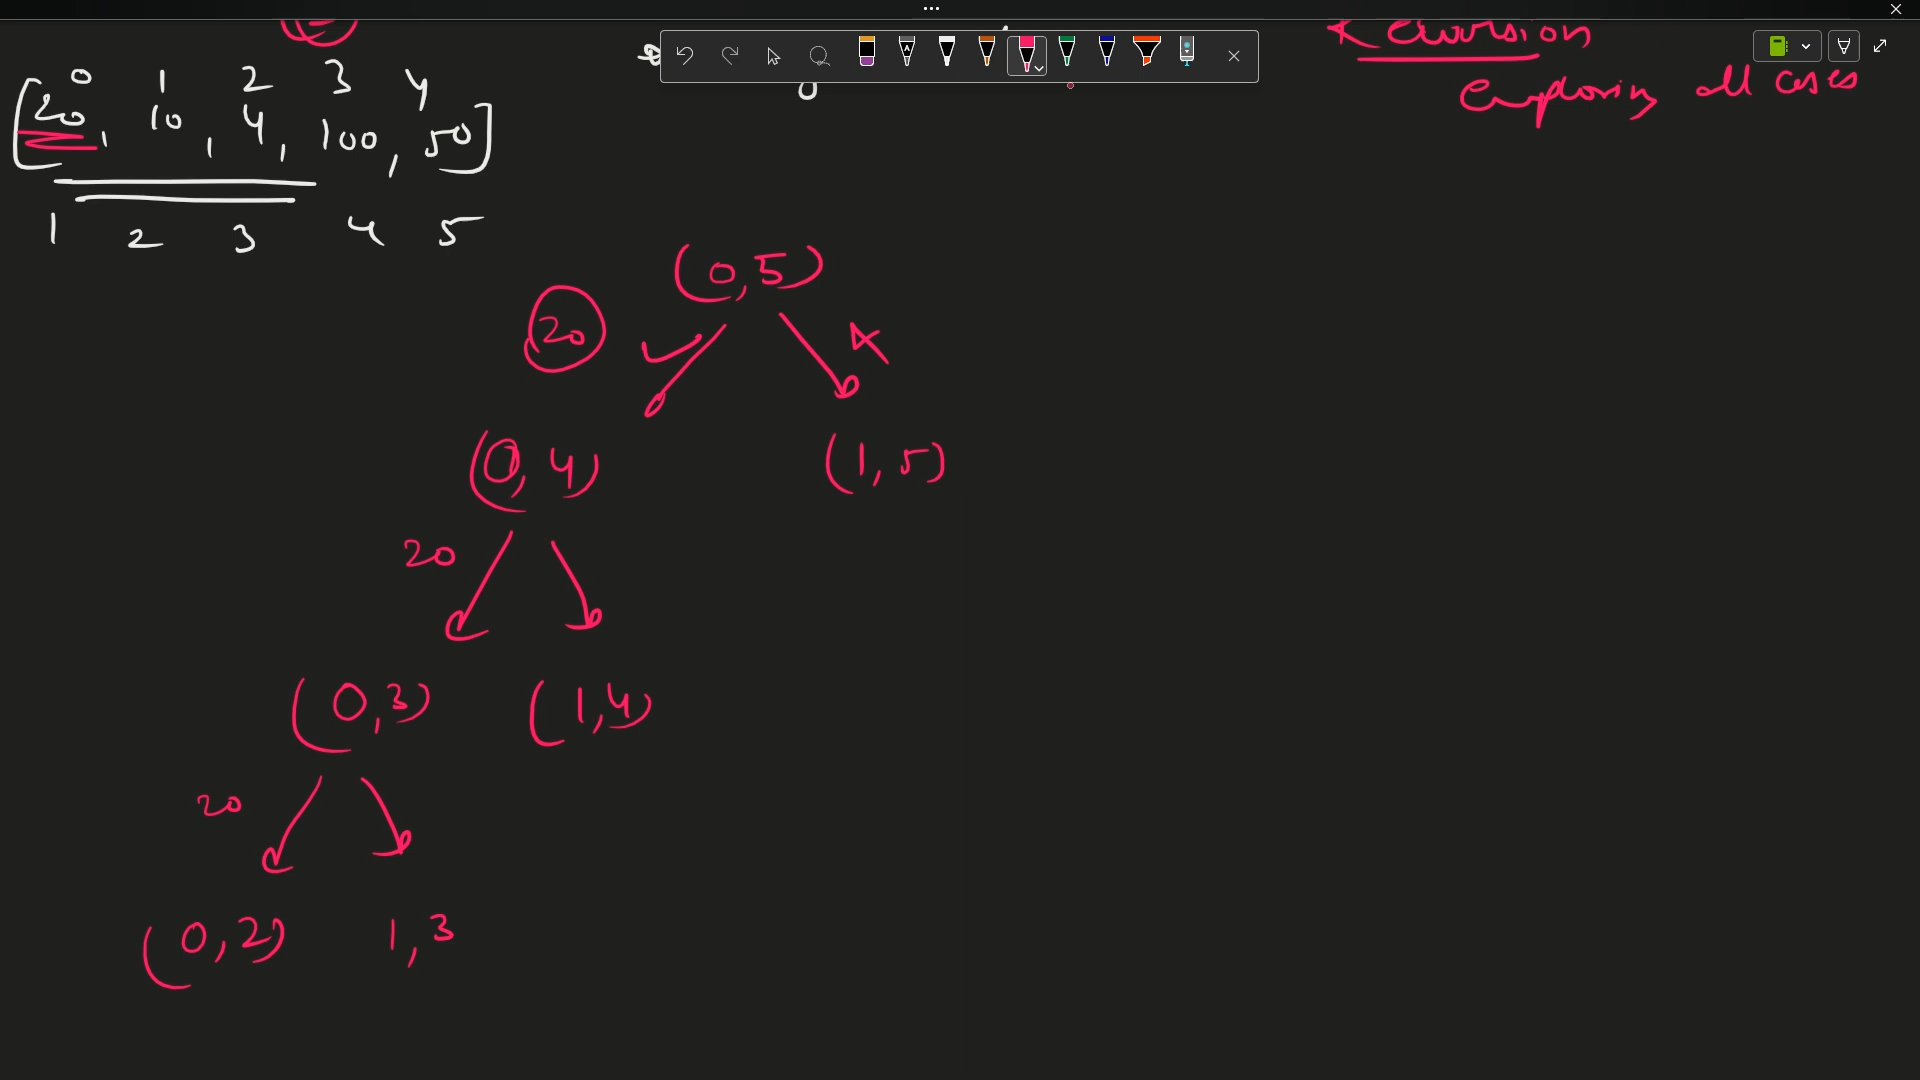 Recursion
Exploring all cases
0 1 2 3 4
[20, 10, 4, 100, 50]
1 2 3 4 5
(0,5)
20
(0,4) (1,5)
20
(0,3) (1,4)
20
(0,2) 1,3